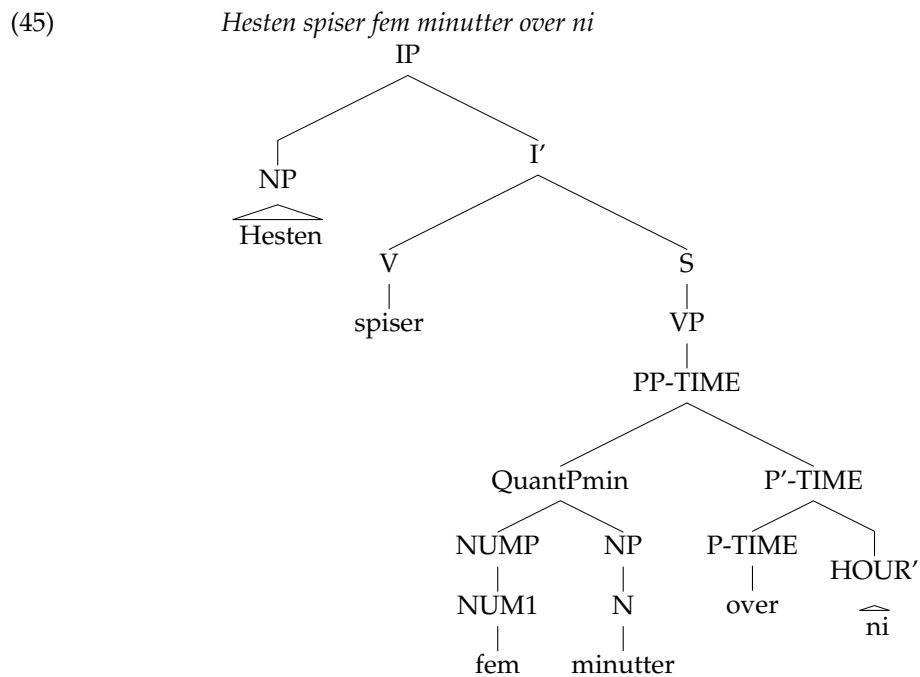 (45) Hesten spiser fem minutter over ni
IP
I'
NP
Hesten
V S
spiser VP
PP-TIME
QuantPmin P'-TIME
NUMP NP P-TIME HOUR'
NUM1 N over ni
fem minutter